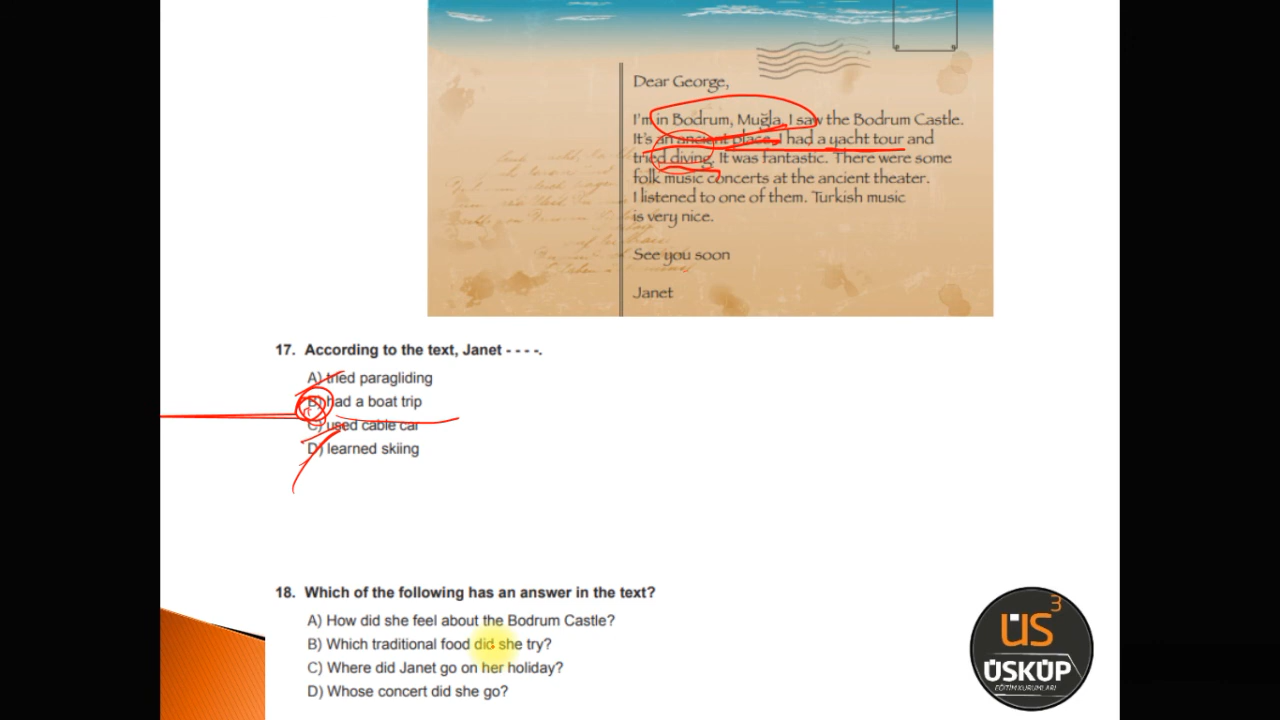 Dear George,
I'm in Bodrum, Muğla. I saw the Bodrum Castle.
It's an ancient place. I had a yacht tour and
tried diving. It was fantastic. There were some
folk music concerts at the ancient theater.
I listened to one of them. Turkish music
is very nice.
See you soon
Janet
17. According to the text, Janet - - - -.
A) tried paragliding
B) had a boat trip
C) used cable car
D) learned skiing
18. Which of the following has an answer in the text?
A) How did she feel about the Bodrum Castle?
B) Which traditional food did she try?
C) Where did Janet go on her holiday?
D) Whose concert did she go?
ÜS3
ÜSKÜP
EĞİTİM KURUMLARI